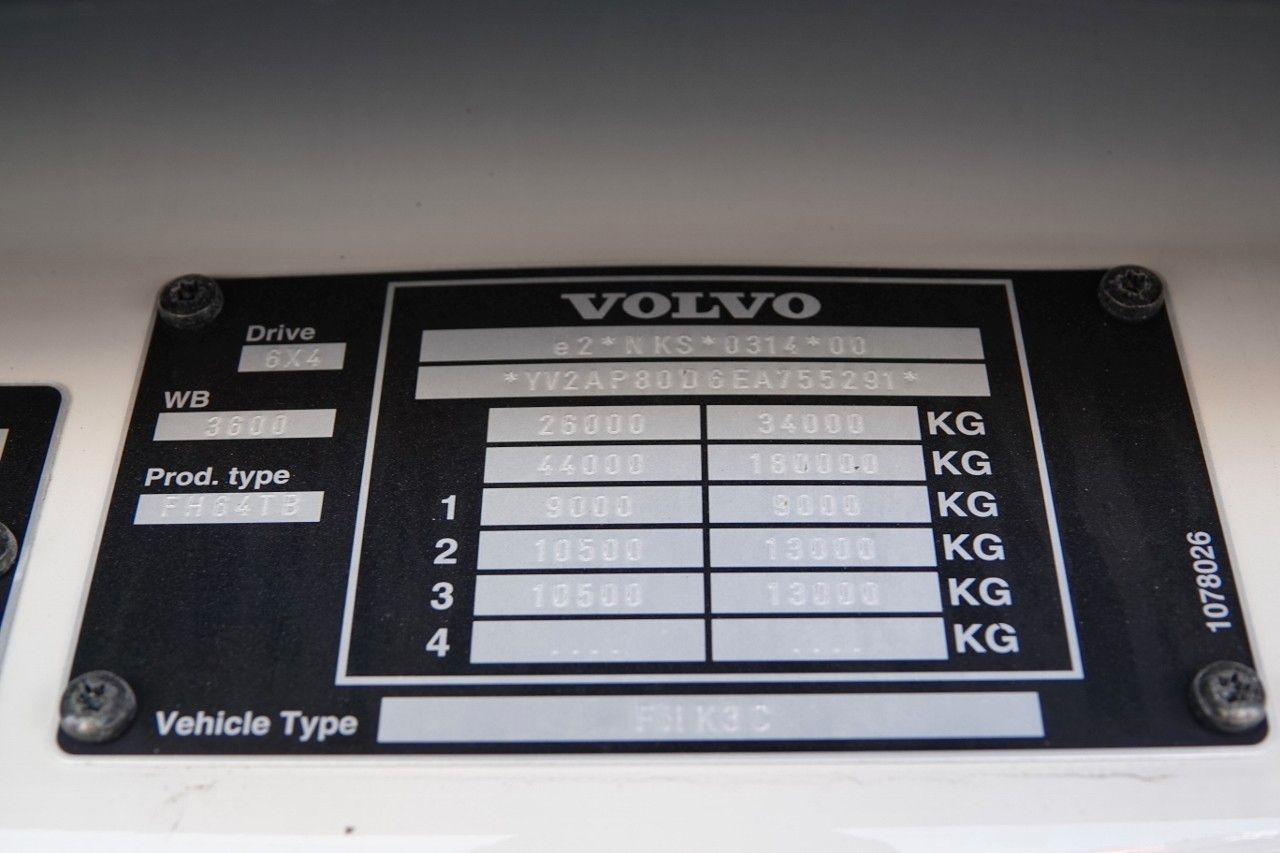 VOLVO
Drive
6X4
e2*NKS*0314*00
*YV2AP80D6EA755291*
WB
3600
26000 34000 KG
44000 180000 KG
Prod. type
FH64TB
1 9000 9000 KG
2 10500 13000 KG
3 10500 13000 KG
4 .... .... KG
1078026
Vehicle Type